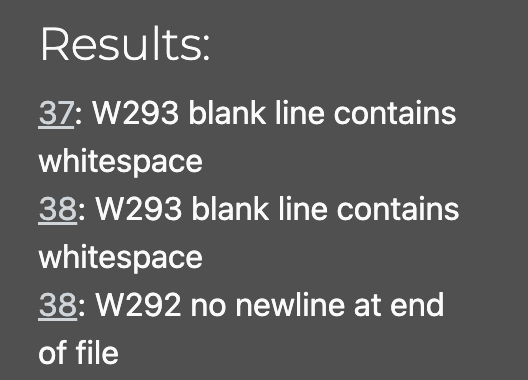 Results:
37: W293 blank line contains
whitespace
38: W293 blank line contains
whitespace
38: W292 no newline at end
of file